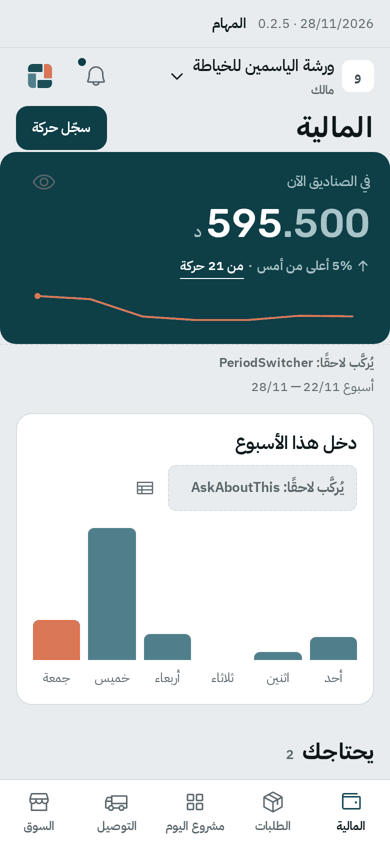 المهام 0.2.5 · 28/11/2026
و
ورشة الياسمين للخياطة
مالك
المالية
سجّل حركة
في الصناديق الآن
595.500 د
↑ 5% أعلى من أمس · من 21 حركة
يُركَّب لاحقًا: PeriodSwitcher
أسبوع 22/11 — 28/11
دخل هذا الأسبوع
يُركَّب لاحقًا: AskAboutThis
أحد اثنين ثلاثاء أربعاء خميس جمعة
يحتاجك 2
المالية الطلبات مشروع اليوم التوصيل السوق